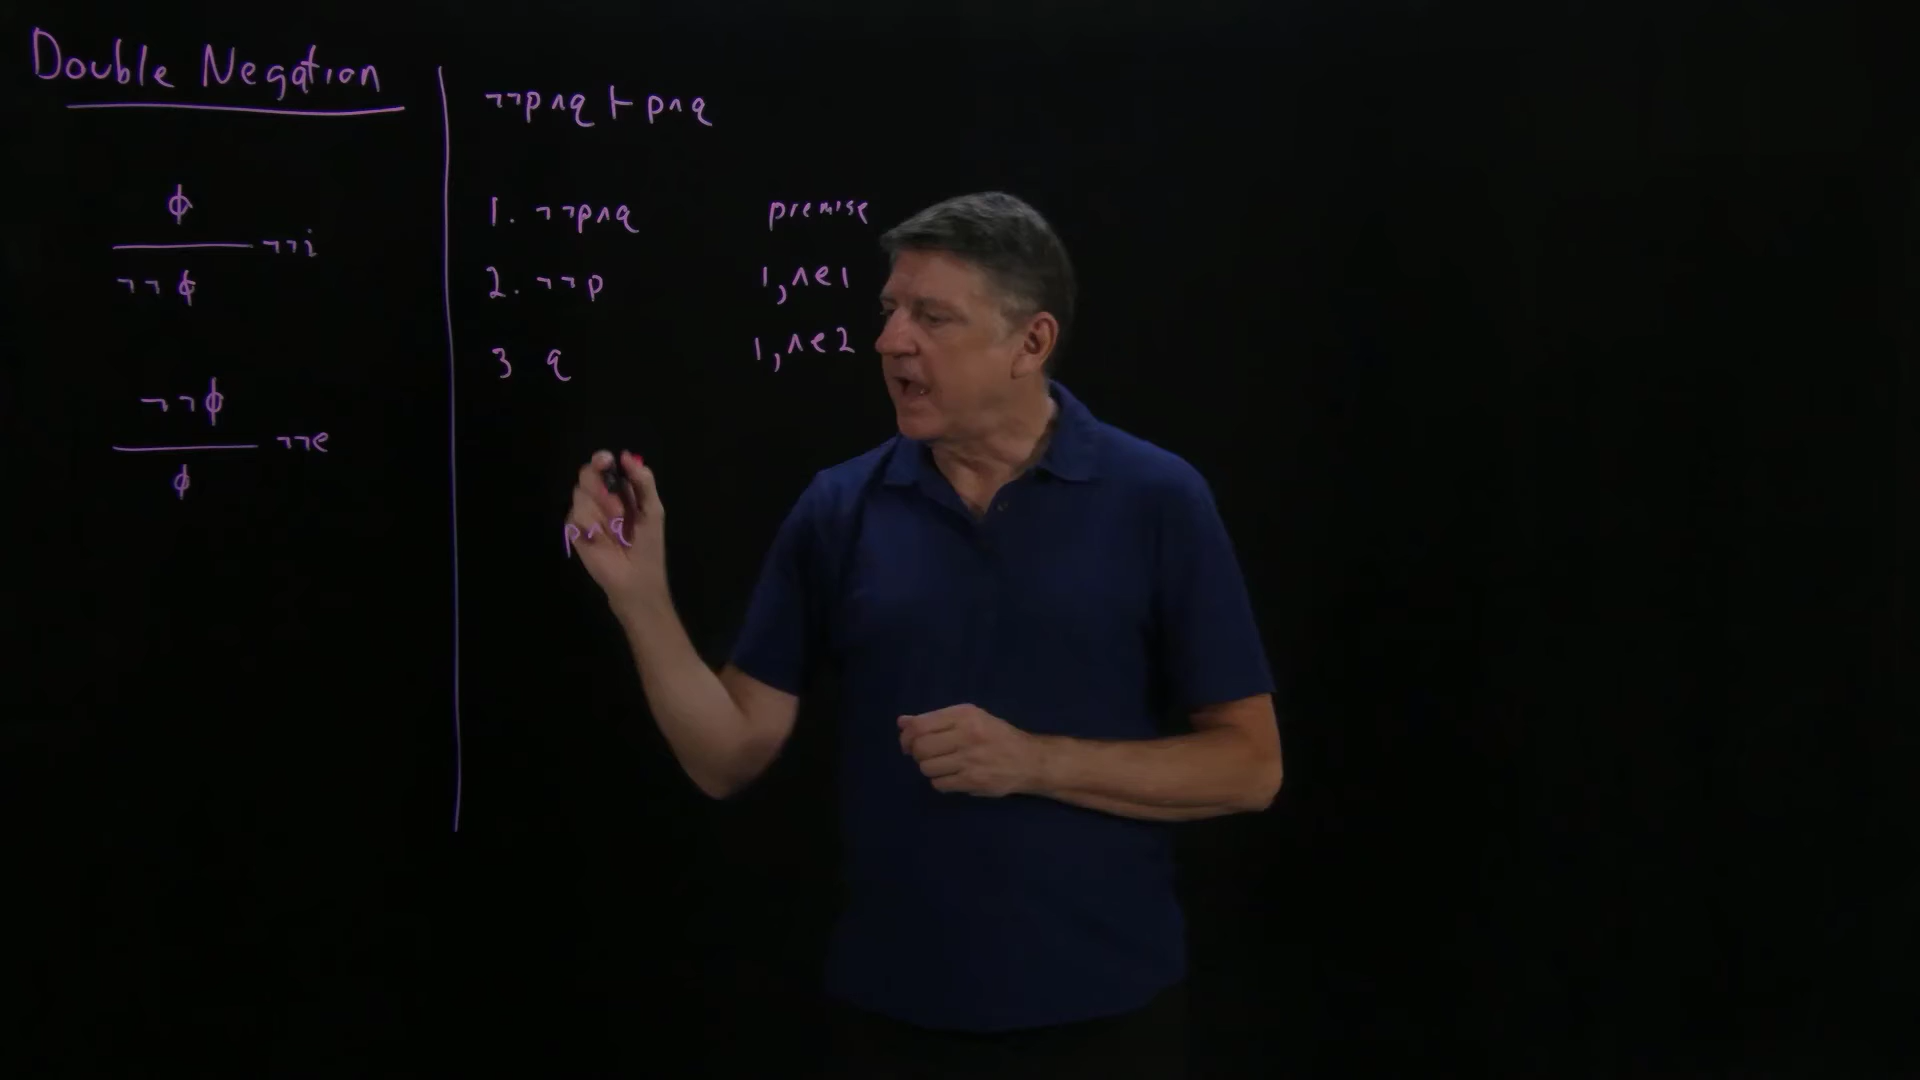 Double Negation
ϕ
¬¬i
¬¬ϕ
¬¬ϕ
¬¬e
ϕ
¬¬p∧q ⊢ p∧q
1. ¬¬p∧q premise
2. ¬¬p 1,∧e1
3 q 1,∧e2
p∧q